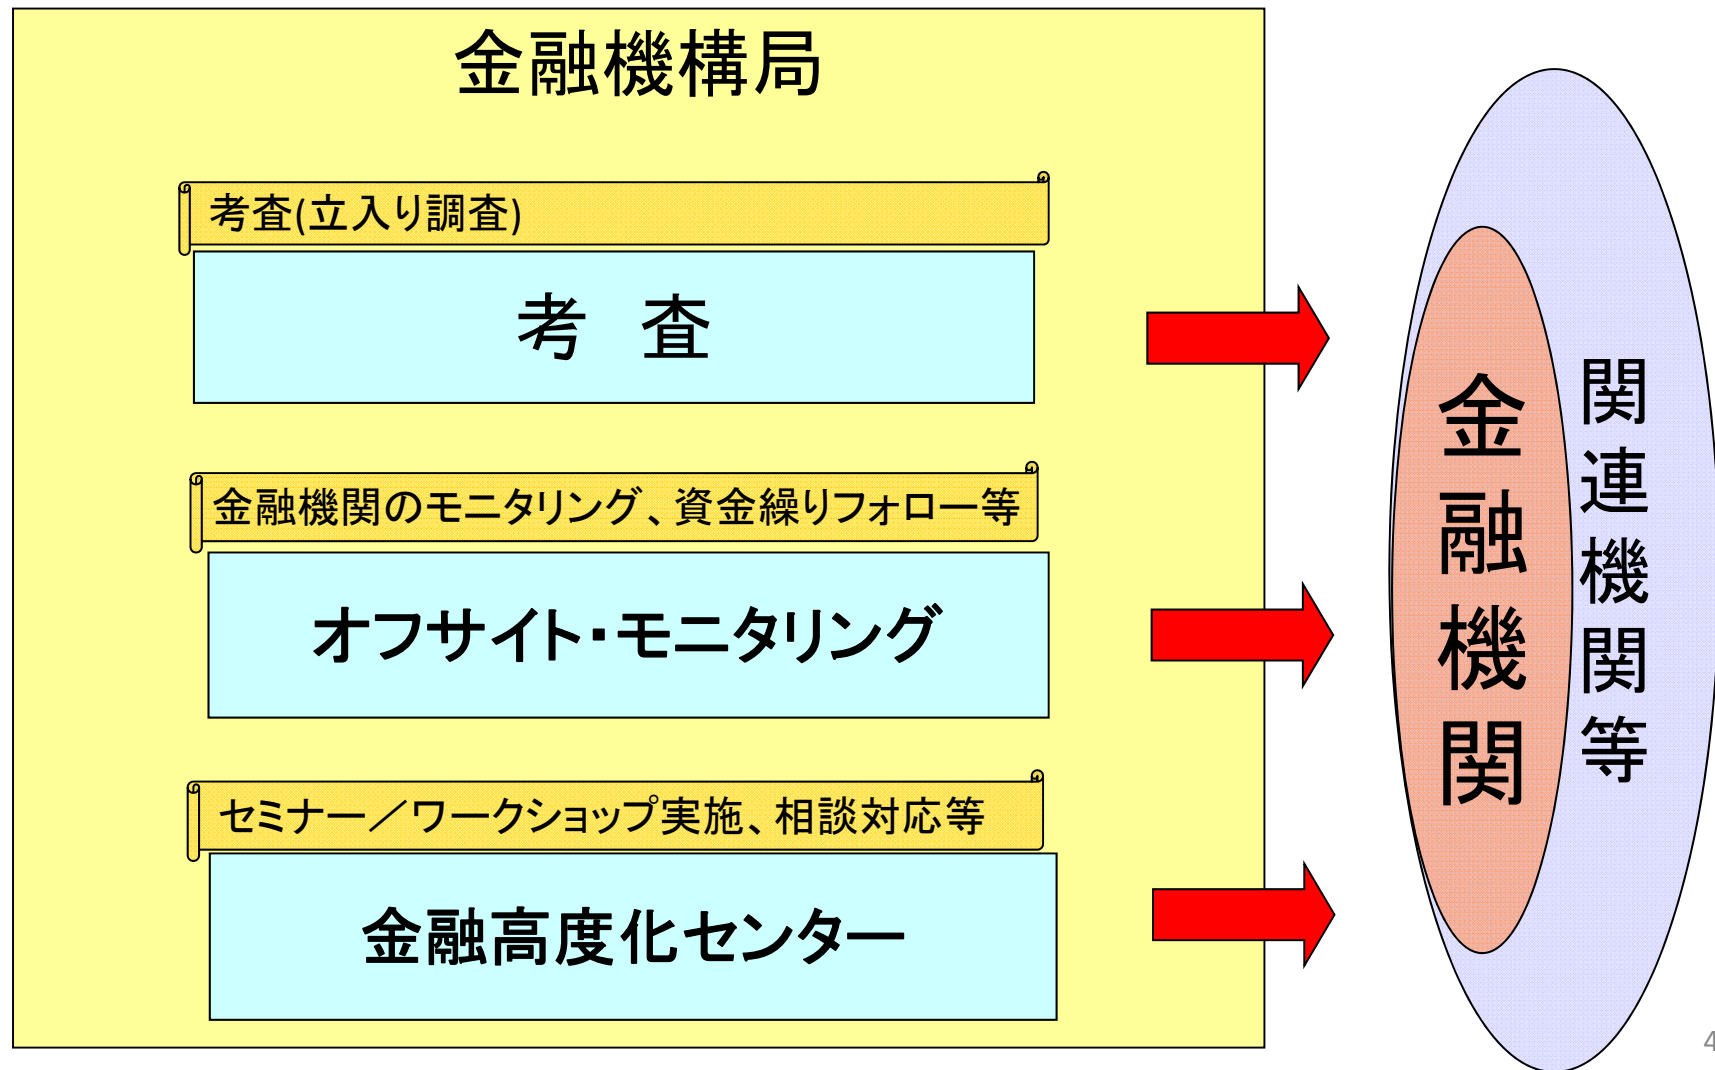 金融機構局
考査(立入り調査)
考　査
金融機関のモニタリング、資金繰りフォロー等
オフサイト・モニタリング
セミナー／ワークショップ実施、相談対応等
金融高度化センター
金融機関
関連機関等
4